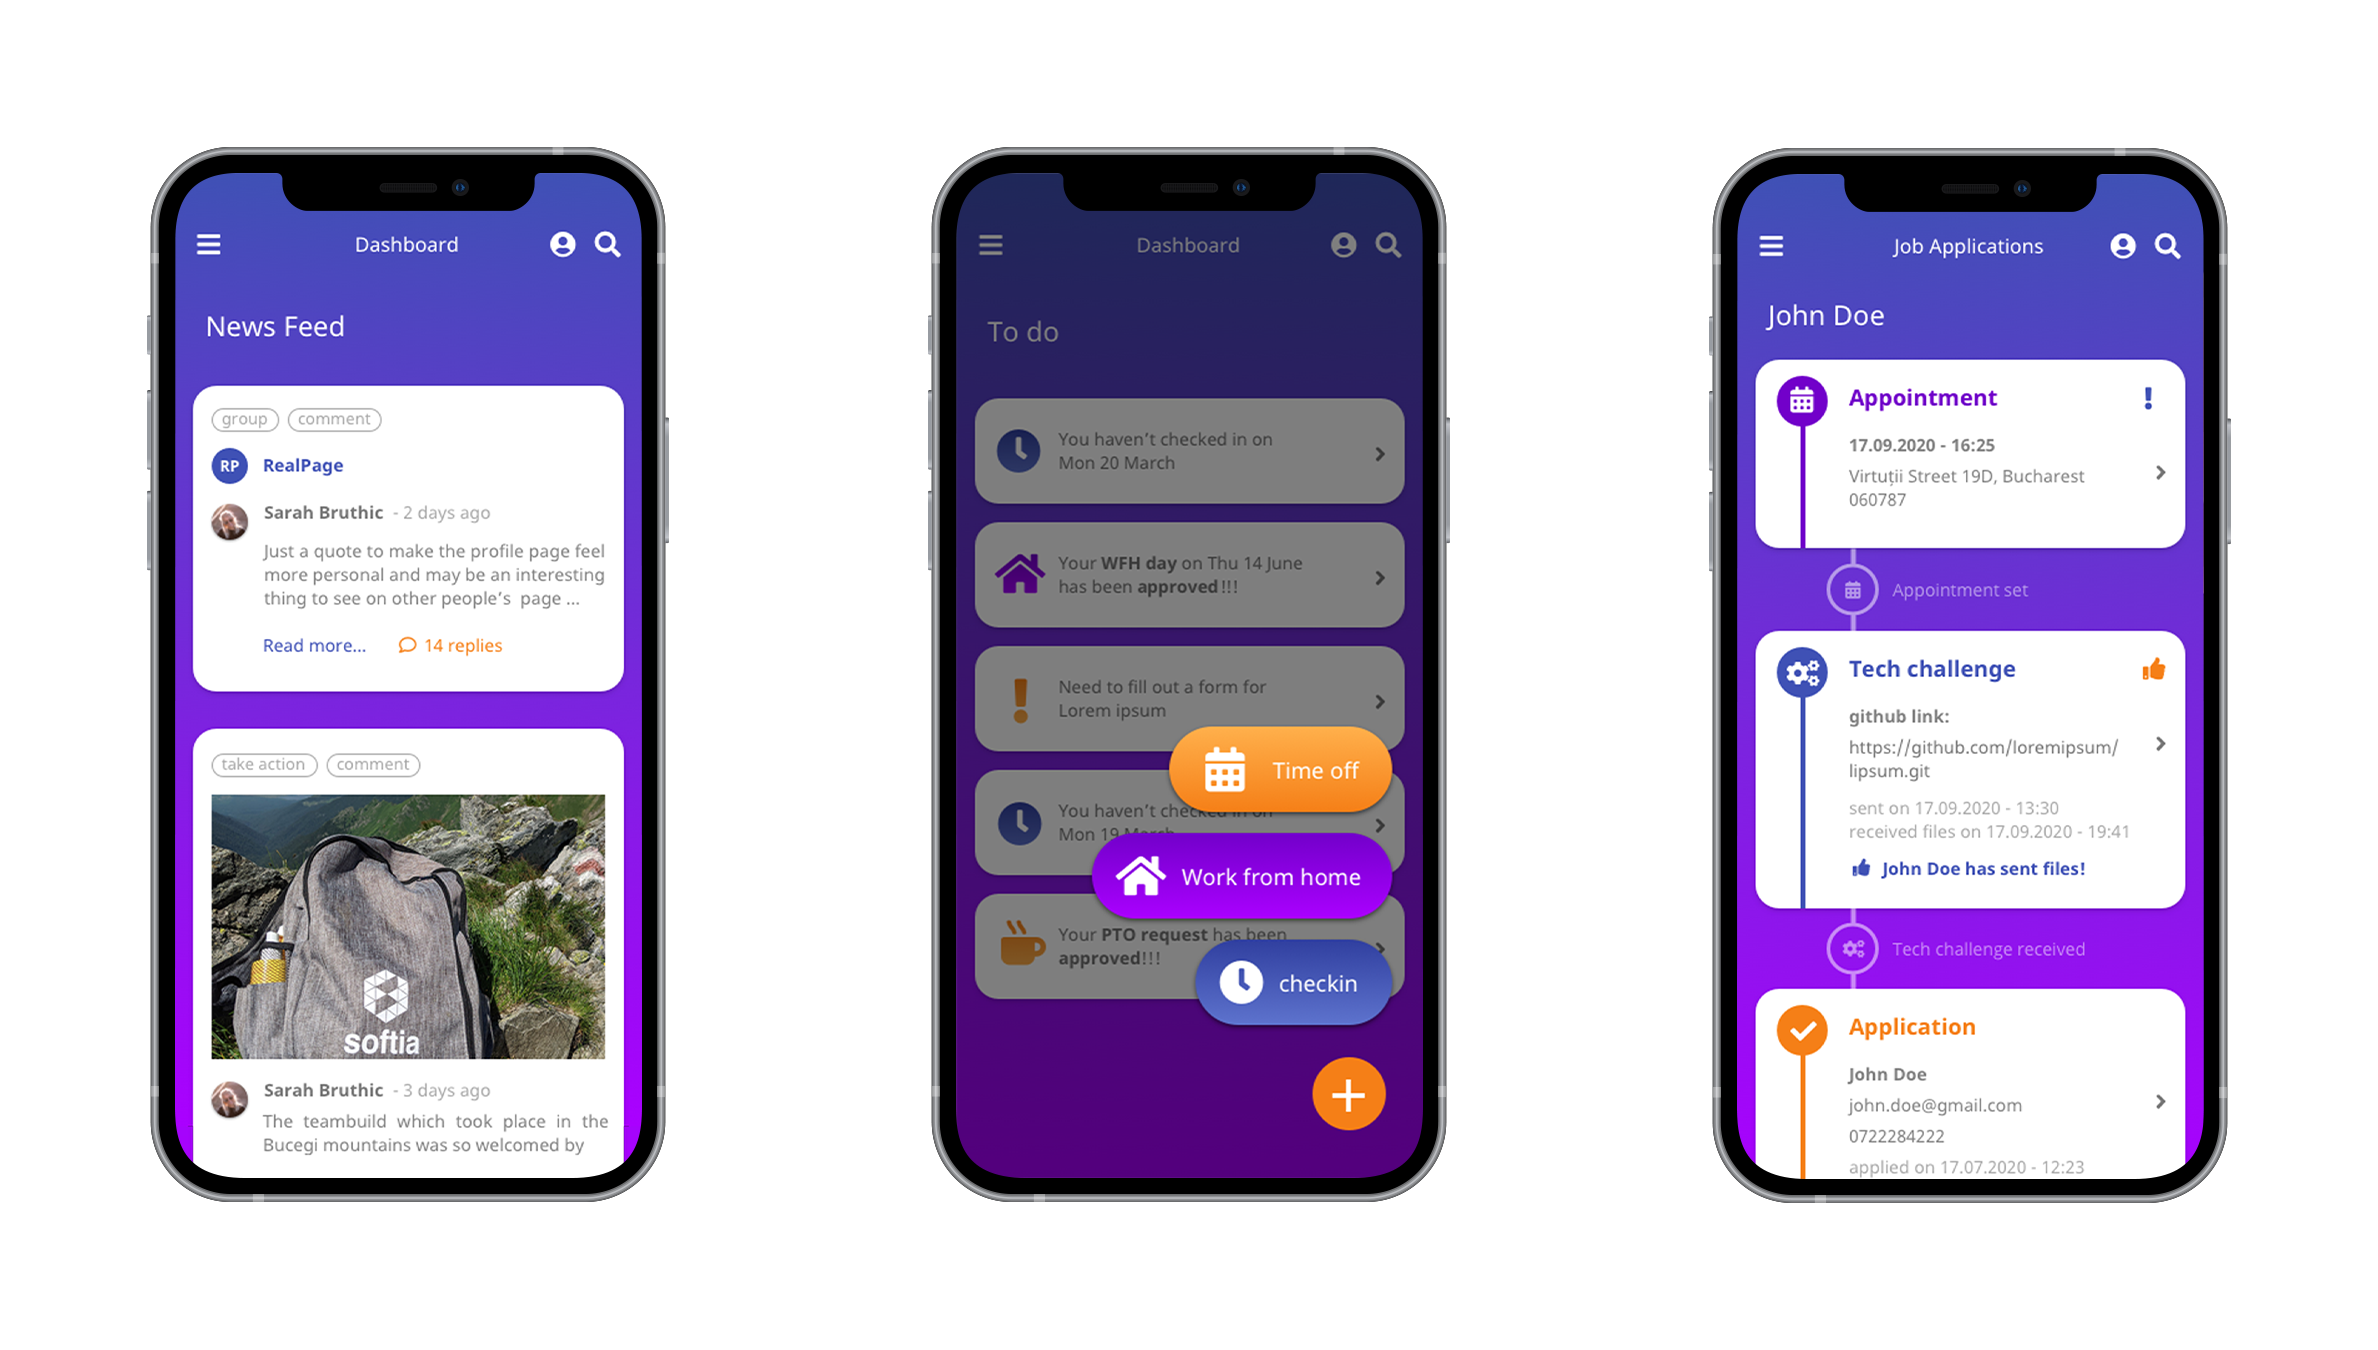 Dashboard
News Feed
group comment
RP RealPage
Sarah Bruthic - 2 days ago
Just a quote to make the profile page feel
more personal and may be an interesting
thing to see on other people's page ...
Read more... 14 replies
take action comment
softia
Sarah Bruthic - 3 days ago
The teambuild which took place in the
Bucegi mountains was so welcomed by
Dashboard
To do
You haven't checked in on
Mon 20 March
Your WFH day on Thu 14 June
has been approved!!!
Need to fill out a form for
Lorem ipsum
Time off
You haven't checked in on
Mon 19 March
Work from home
Your PTO request has been
approved!!!
checkin
Job Applications
John Doe
Appointment
17.09.2020 - 16:25
Virtuții Street 19D, Bucharest
060787
Appointment set
Tech challenge
github link:
https://github.com/loremipsum/
lipsum.git
sent on 17.09.2020 - 13:30
received files on 17.09.2020 - 19:41
John Doe has sent files!
Tech challenge received
Application
John Doe
john.doe@gmail.com
0722284222
applied on 17.07.2020 - 12:23